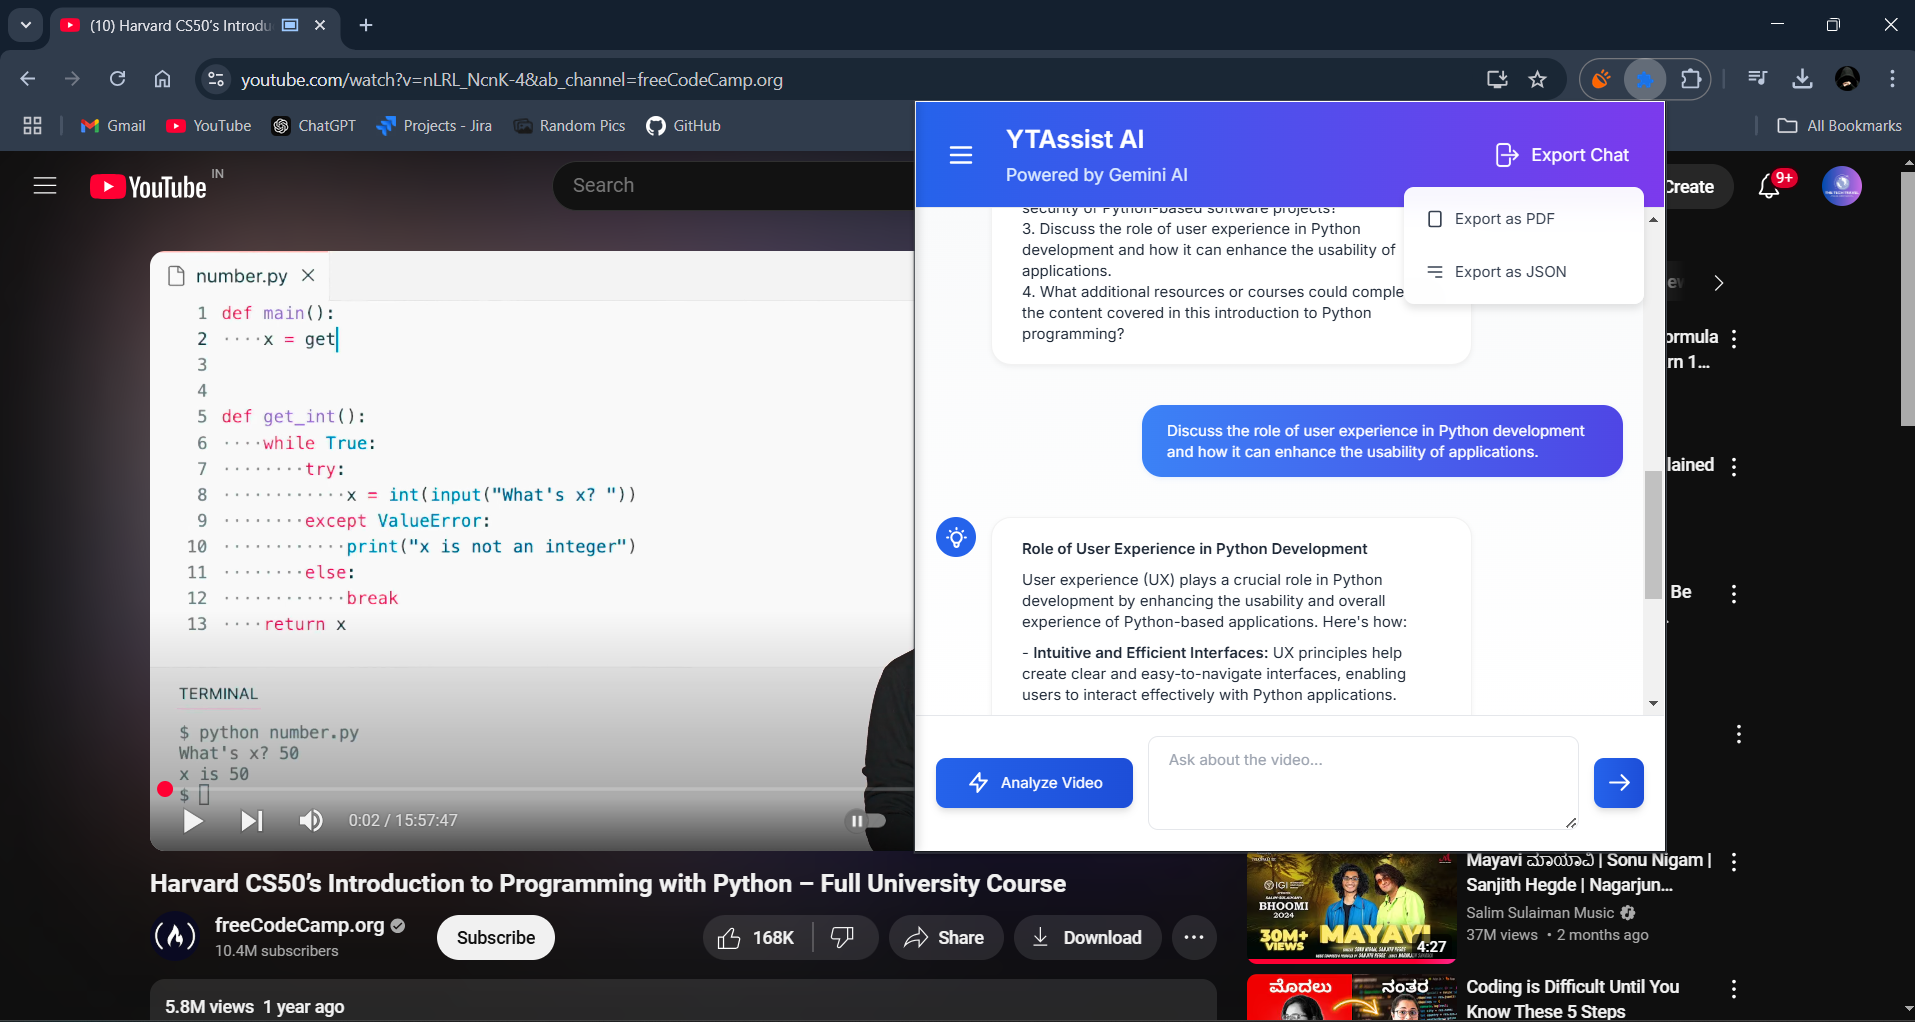 (10) Harvard CS50's Introdu
youtube.com/watch?v=nLRL_NcnK-4&ab_channel=freeCodeCamp.org
Gmail
YouTube
ChatGPT
Projects - Jira
Random Pics
GitHub
All Bookmarks
YouTube IN
Search
Create
9+
number.py
1 def main():
2 ····x = get
3
4
5 def get_int():
6 ····while True:
7 ········try:
8 ············x = int(input("What's x? "))
9 ········except ValueError:
10 ············print("x is not an integer")
11 ········else:
12 ············break
13 ····return x
TERMINAL
$ python number.py
What's x? 50
x is 50
$
0:02 / 15:57:47
YTAssist AI
Powered by Gemini AI
Export Chat
Export as PDF
Export as JSON
security of Python-based software projects?
3. Discuss the role of user experience in Python
development and how it can enhance the usability of
applications.
4. What additional resources or courses could comple
the content covered in this introduction to Python
programming?
Discuss the role of user experience in Python development
and how it can enhance the usability of applications.
Role of User Experience in Python Development
User experience (UX) plays a crucial role in Python
development by enhancing the usability and overall
experience of Python-based applications. Here's how:
- Intuitive and Efficient Interfaces: UX principles help
create clear and easy-to-navigate interfaces, enabling
users to interact effectively with Python applications.
Analyze Video
Ask about the video...
ormula
rn 1...
lained
Be
Harvard CS50's Introduction to Programming with Python – Full University Course
freeCodeCamp.org
10.4M subscribers
Subscribe
168K
Share
Download
5.8M views 1 year ago
IGI
BHOOMI
2024
30M+
VIEWS
MAYAVI
4:27
Mayavi ಮಾಯಾವಿ | Sonu Nigam |
Sanjith Hegde | Nagarjun...
Salim Sulaiman Music
37M views • 2 months ago
ಮೊದಲು
ನಂತರ
Coding is Difficult Until You
Know These 5 Steps